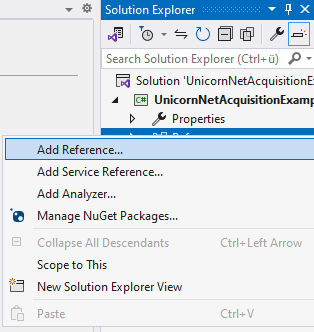 Solution Explorer
Search Solution Explorer (Ctrl+ü)
Solution 'UnicornNetAcquisitionE
C# UnicornNetAcquisitionExamp
Properties
Add Reference...
Add Service Reference...
Add Analyzer...
Manage NuGet Packages...
Collapse All Descendants Ctrl+Left Arrow
Scope to This
New Solution Explorer View
Paste Ctrl+V